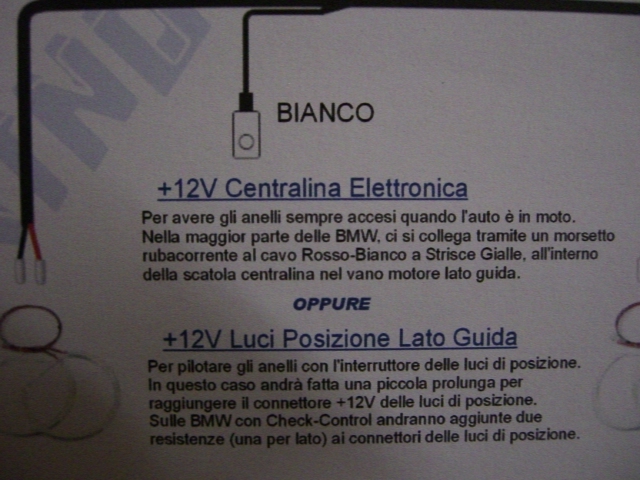 BIANCO
+12V Centralina Elettronica
Per avere gli anelli sempre accesi quando l'auto è in moto.
Nella maggior parte delle BMW, ci si collega tramite un morsetto
rubacorrente al cavo Rosso-Bianco a Strisce Gialle, all'interno
della scatola centralina nel vano motore lato guida.
OPPURE
+12V Luci Posizione Lato Guida
Per pilotare gli anelli con l'interruttore delle luci di posizione.
In questo caso andrà fatta una piccola prolunga per
raggiungere il connettore +12V delle luci di posizione.
Sulle BMW con Check-Control andranno aggiunte due
resistenze (una per lato) ai connettori delle luci di posizione.